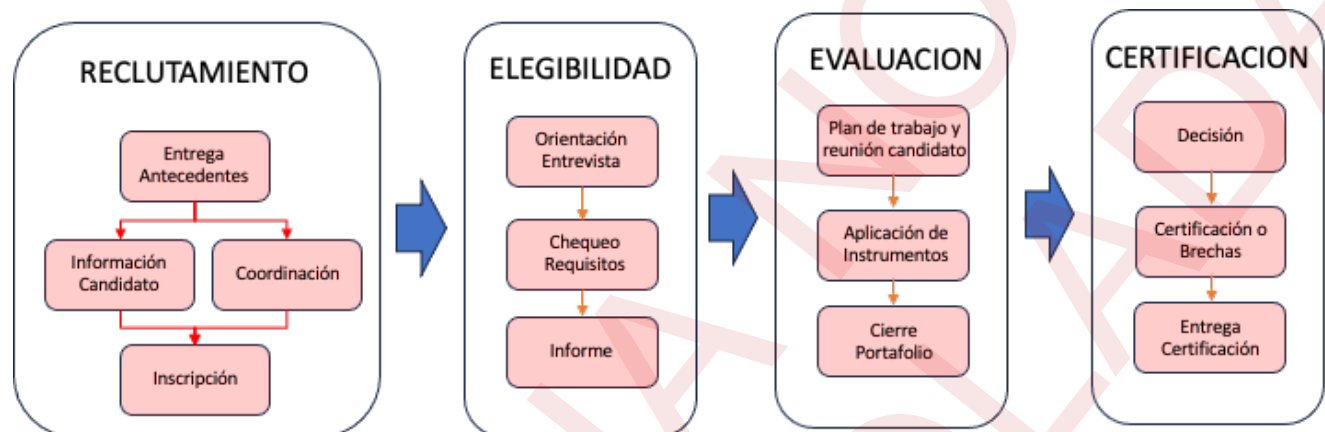 RECLUTAMIENTO
Entrega
Antecedentes
Información
Candidato
Coordinación
Inscripción
ELEGIBILIDAD
Orientación
Entrevista
Chequeo
Requisitos
Informe
EVALUACION
Plan de trabajo y
reunión candidato
Aplicación de
Instrumentos
Cierre
Portafolio
CERTIFICACION
Decisión
Certificación o
Brechas
Entrega
Certificación